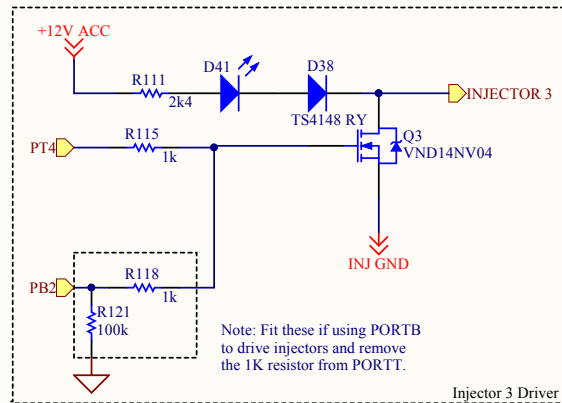 +12V ACC
R111
2k4
D41
D38
TS4148 RY
INJECTOR 3
PT4
R115
1k
Q3
VND14NV04
INJ GND
PB2
R118
1k
R121
100k
Note: Fit these if using PORTB
to drive injectors and remove
the 1K resistor from PORTT.
Injector 3 Driver